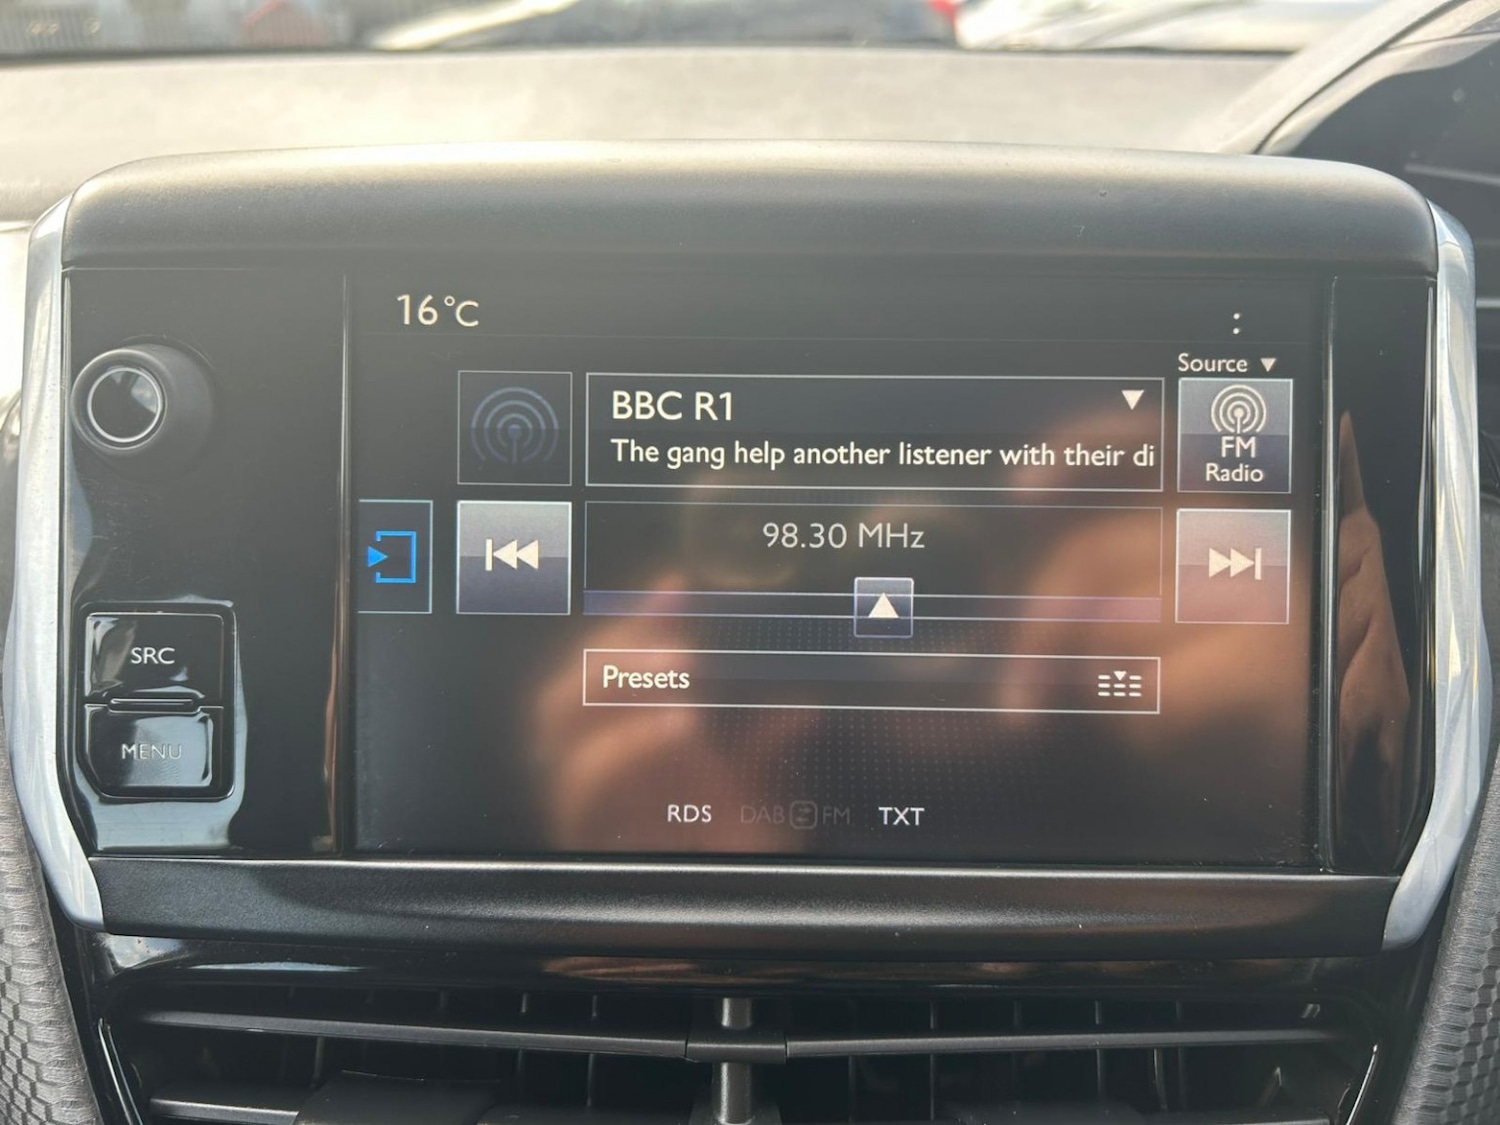 16°C
:
Source
BBC R1
The gang help another listener with their di
FM
Radio
98.30 MHz
SRC
Presets
MENU
RDS DAB FM TXT